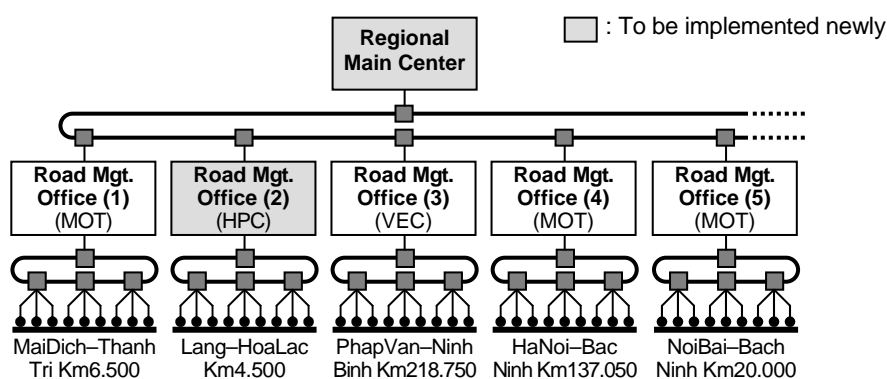 Regional
Main Center
: To be implemented newly
Road Mgt.
Office (1)
(MOT)
Road Mgt.
Office (2)
(HPC)
Road Mgt.
Office (3)
(VEC)
Road Mgt.
Office (4)
(MOT)
Road Mgt.
Office (5)
(MOT)
MaiDich–Thanh
Tri Km6.500
Lang–HoaLac
Km4.500
PhapVan–Ninh
Binh Km218.750
HaNoi–Bac
Ninh Km137.050
NoiBai–Bach
Ninh Km20.000